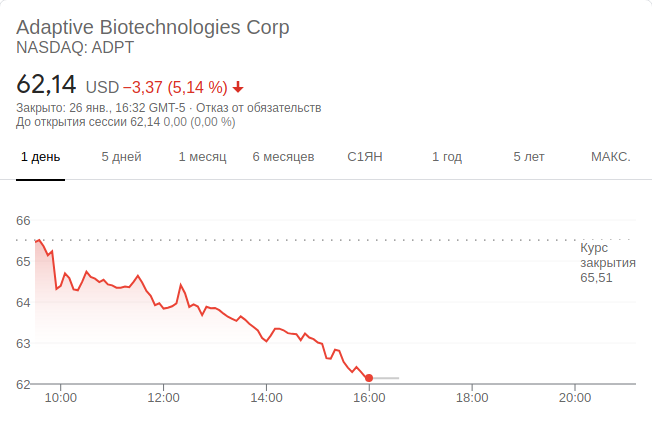 Adaptive Biotechnologies Corp
NASDAQ: ADPT
62,14 USD −3,37 (5,14 %)
Закрыто: 26 янв., 16:32 GMT-5 · Отказ от обязательств
До открытия сессии 62,14 0,00 (0,00 %)
1 день 5 дней 1 месяц 6 месяцев С1ЯН 1 год 5 лет МАКС.
66
Курс
закрытия
65,51
65
64
63
62
10:00 12:00 14:00 16:00 18:00 20:00